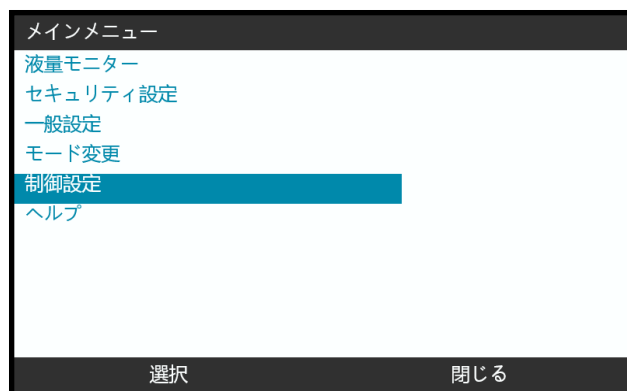 メインメニュー
液量モニター
セキュリティ設定
一般設定
モード変更
制御設定
ヘルプ
選択 閉じる